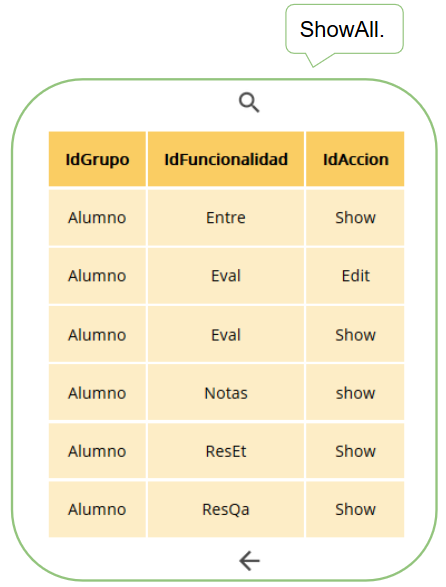 ShowAll.
IdGrupo IdFuncionalidad IdAccion
Alumno Entre Show
Alumno Eval Edit
Alumno Eval Show
Alumno Notas show
Alumno ResEt Show
Alumno ResQa Show